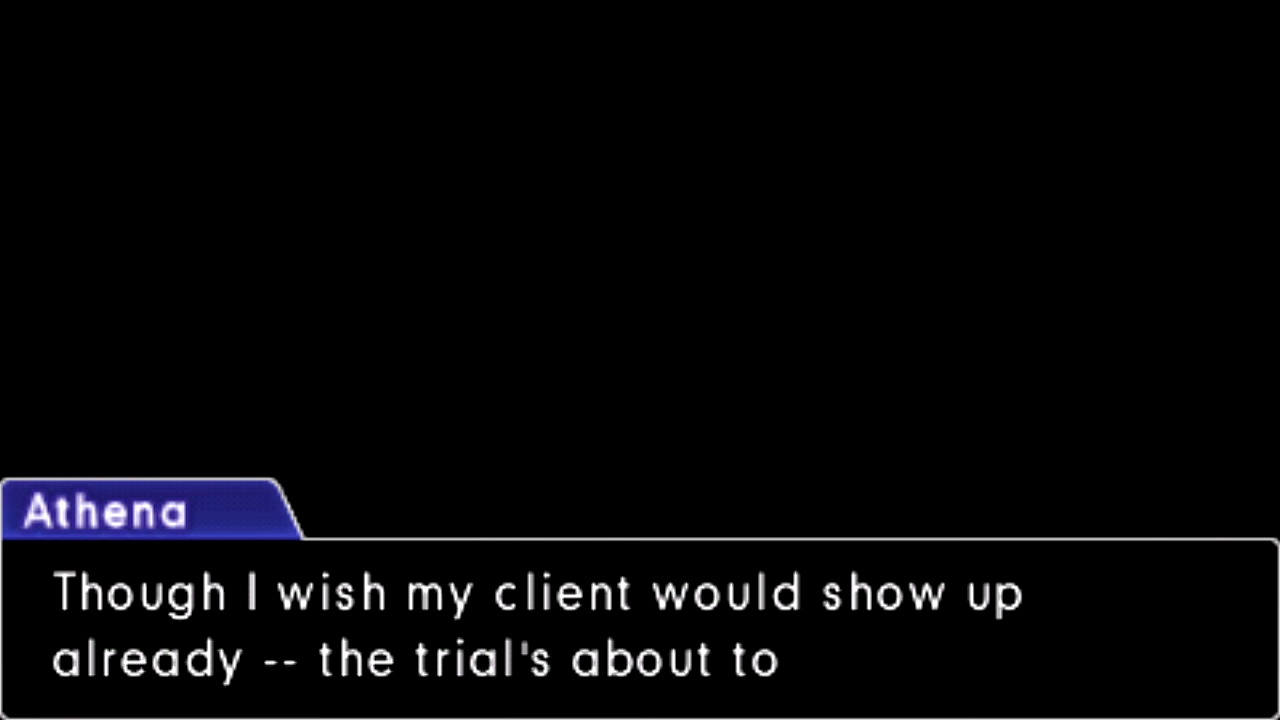 Athena
Though I wish my client would show up
already -- the trial's about to